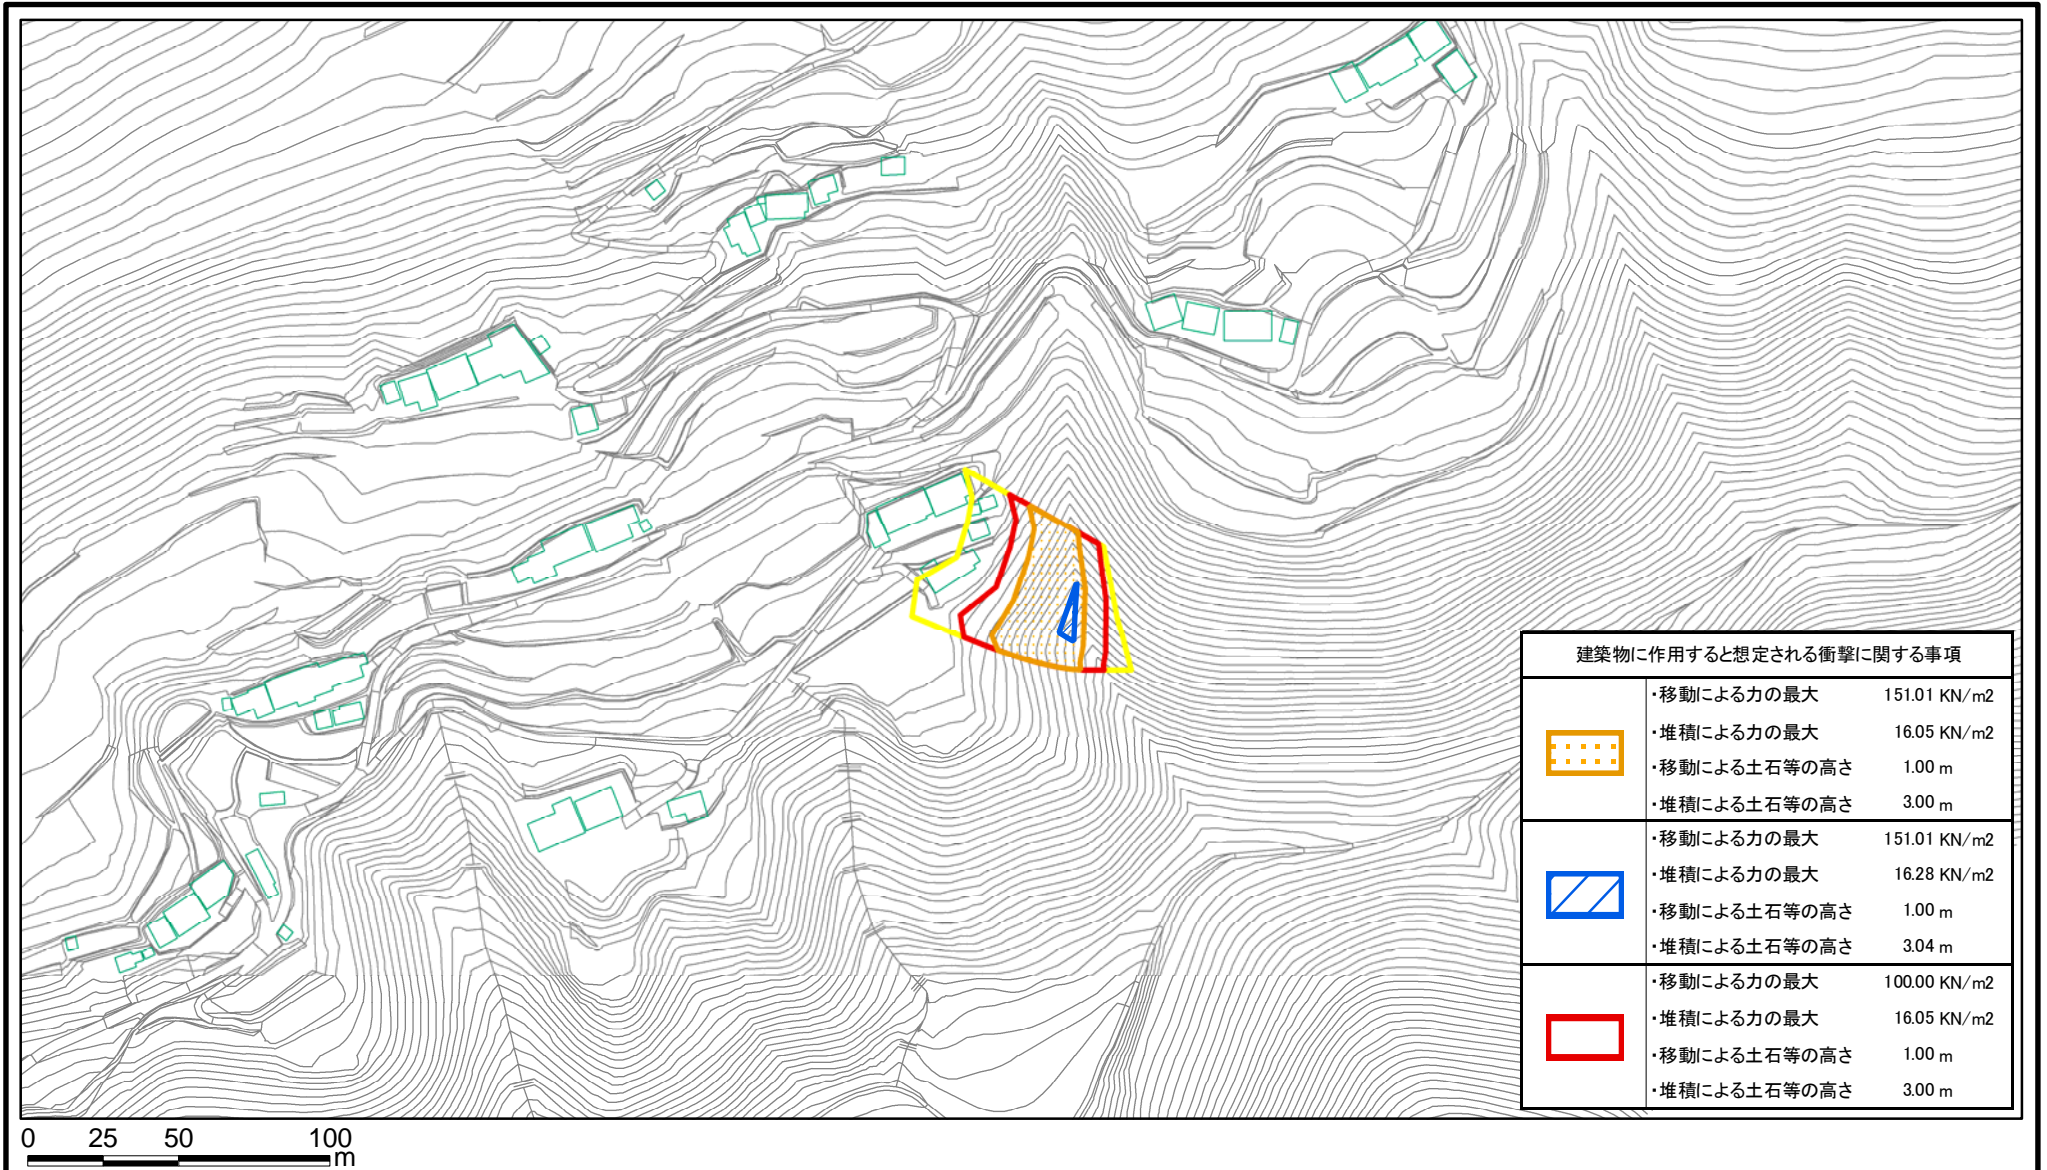 建築物に作用すると想定される衝撃に関する事項
・移動による力の最大 151.01 KN/m2
・堆積による力の最大 16.05 KN/m2
・移動による土石等の高さ 1.00 m
・堆積による土石等の高さ 3.00 m
・移動による力の最大 151.01 KN/m2
・堆積による力の最大 16.28 KN/m2
・移動による土石等の高さ 1.00 m
・堆積による土石等の高さ 3.04 m
・移動による力の最大 100.00 KN/m2
・堆積による力の最大 16.05 KN/m2
・移動による土石等の高さ 1.00 m
・堆積による土石等の高さ 3.00 m
0 25 50 100
m